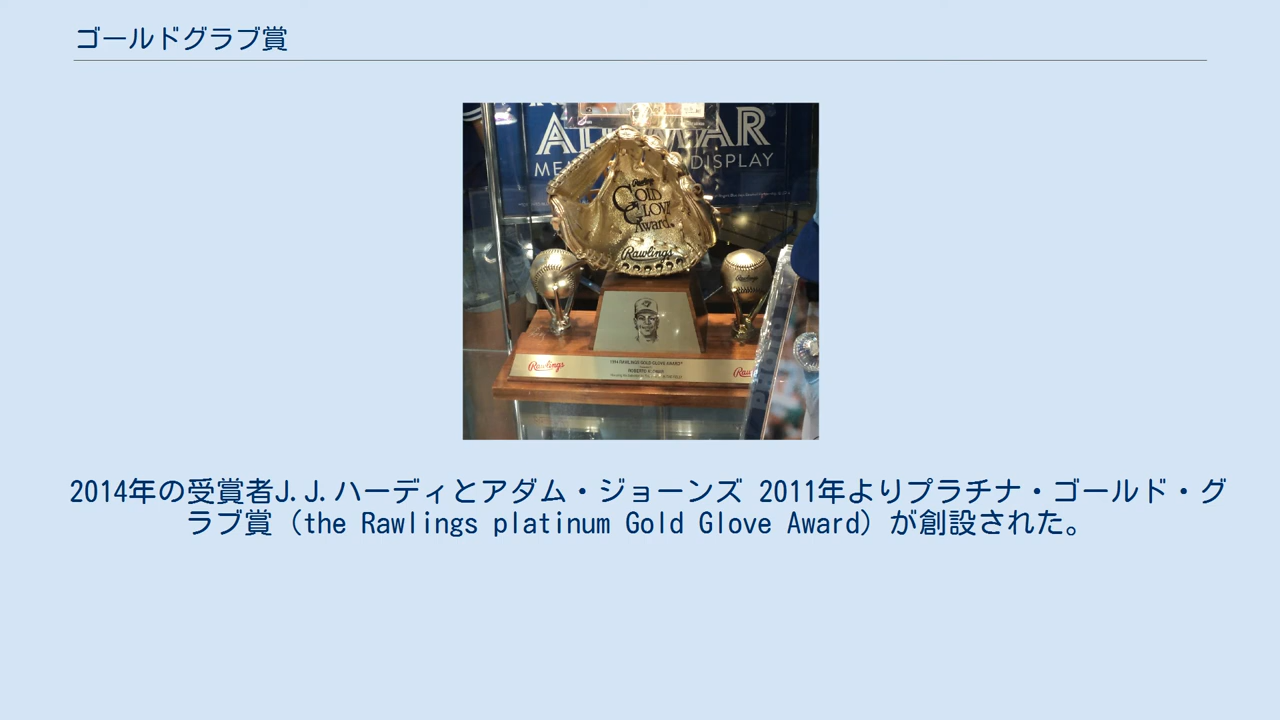 ゴールドグラブ賞
DISPLAY
Rawlings
GOLD
GLOVE
Award
Rawlings
Rawlings
Rawlings
2014年の受賞者J.J.ハーディとアダム・ジョーンズ 2011年よりプラチナ・ゴールド・グ
ラブ賞（the Rawlings platinum Gold Glove Award）が創設された。